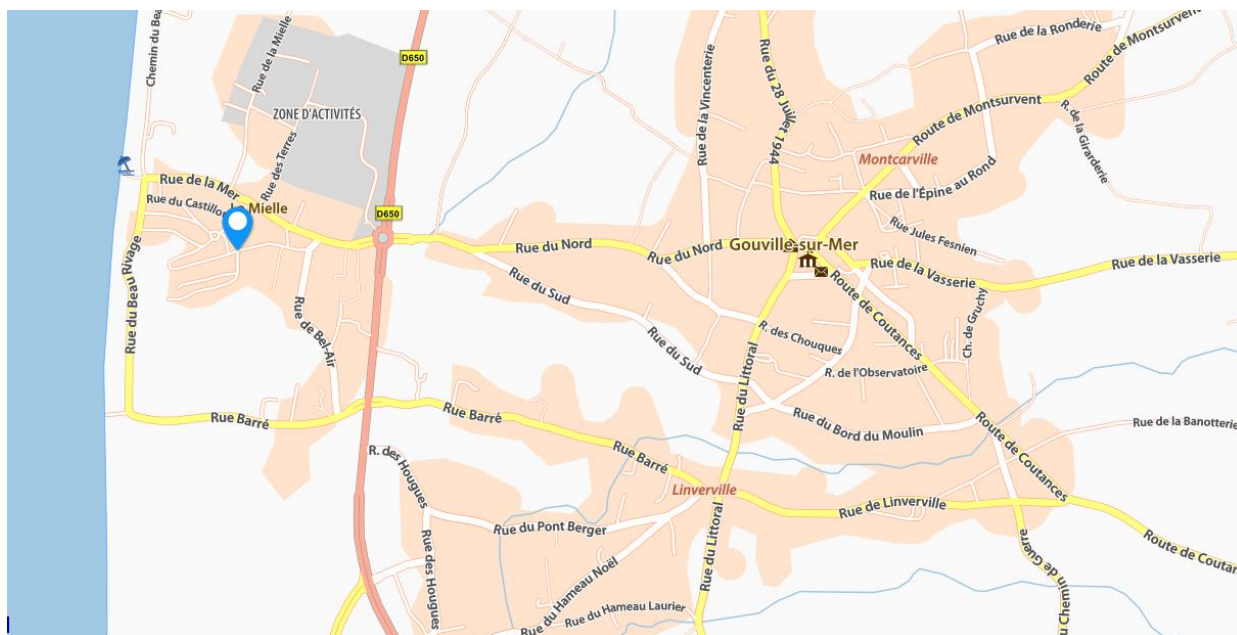 Chemin du Beau
Rue de la Mielle
D650
ZONE D'ACTIVITÉS
Rue des Terres
Rue de la Vincenterie
Rue du 28 Juillet 1944
Rue de la Ronderie
Route de Montsurvent
Route de Montsurvent
R. de la Girarderie
Montcarville
Rue de l'Épine au Rond
Rue de la Mer
Rue du Castillon
Mielle
D650
Rue du Nord
Rue du Nord
Gouville-sur-Mer
Rue Jules Fesnien
Rue de la Vasserie
Rue de la Vasserie
Rue du Beau Rivage
Rue de Bel-Air
Rue du Sud
Rue du Sud
Route de Coutances
R. des Chouques
R. de l'Observatoire
Ch. de Gruchy
Rue du Littoral
Rue Barré
Rue Barré
Rue du Bord du Moulin
Route de Coutances
Rue de la Banotterie
R. des Hougues
Rue Barré
Linverville
Rue de Linverville
Rue du Pont Berger
Rue du Littoral
Rue des Hougues
Rue du Hameau Noël
Rue du Hameau Laurier
u Chemin de Guerre
Route de Coutan